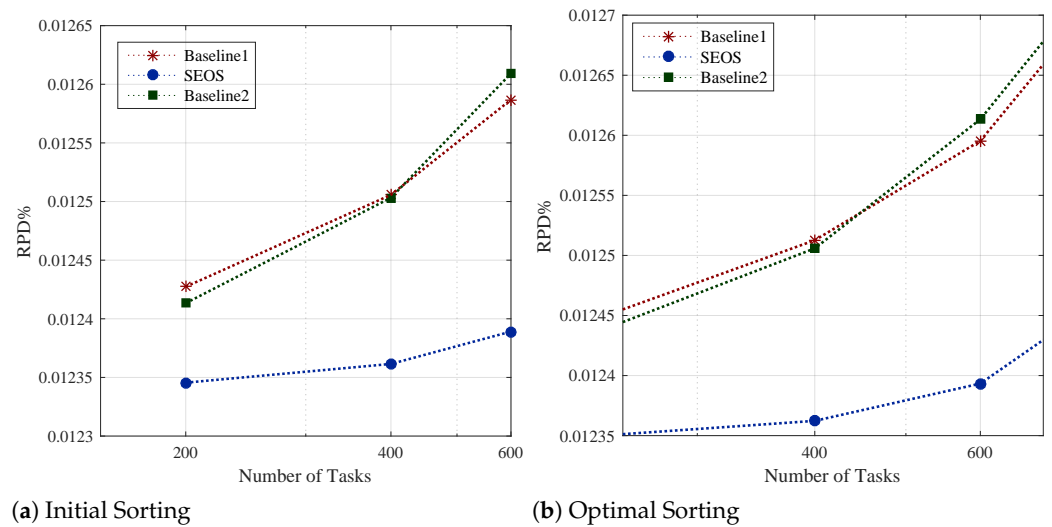 0.01265
0.0126
0.01255
0.0125
0.01245
0.0124
0.01235
0.0123
RPD%
Baseline1
SEOS
Baseline2
200
400
600
Number of Tasks
(a) Initial Sorting
0.0127
0.01265
0.0126
0.01255
0.0125
0.01245
0.0124
0.01235
RPD%
Baseline1
SEOS
Baseline2
400
600
Number of Tasks
(b) Optimal Sorting